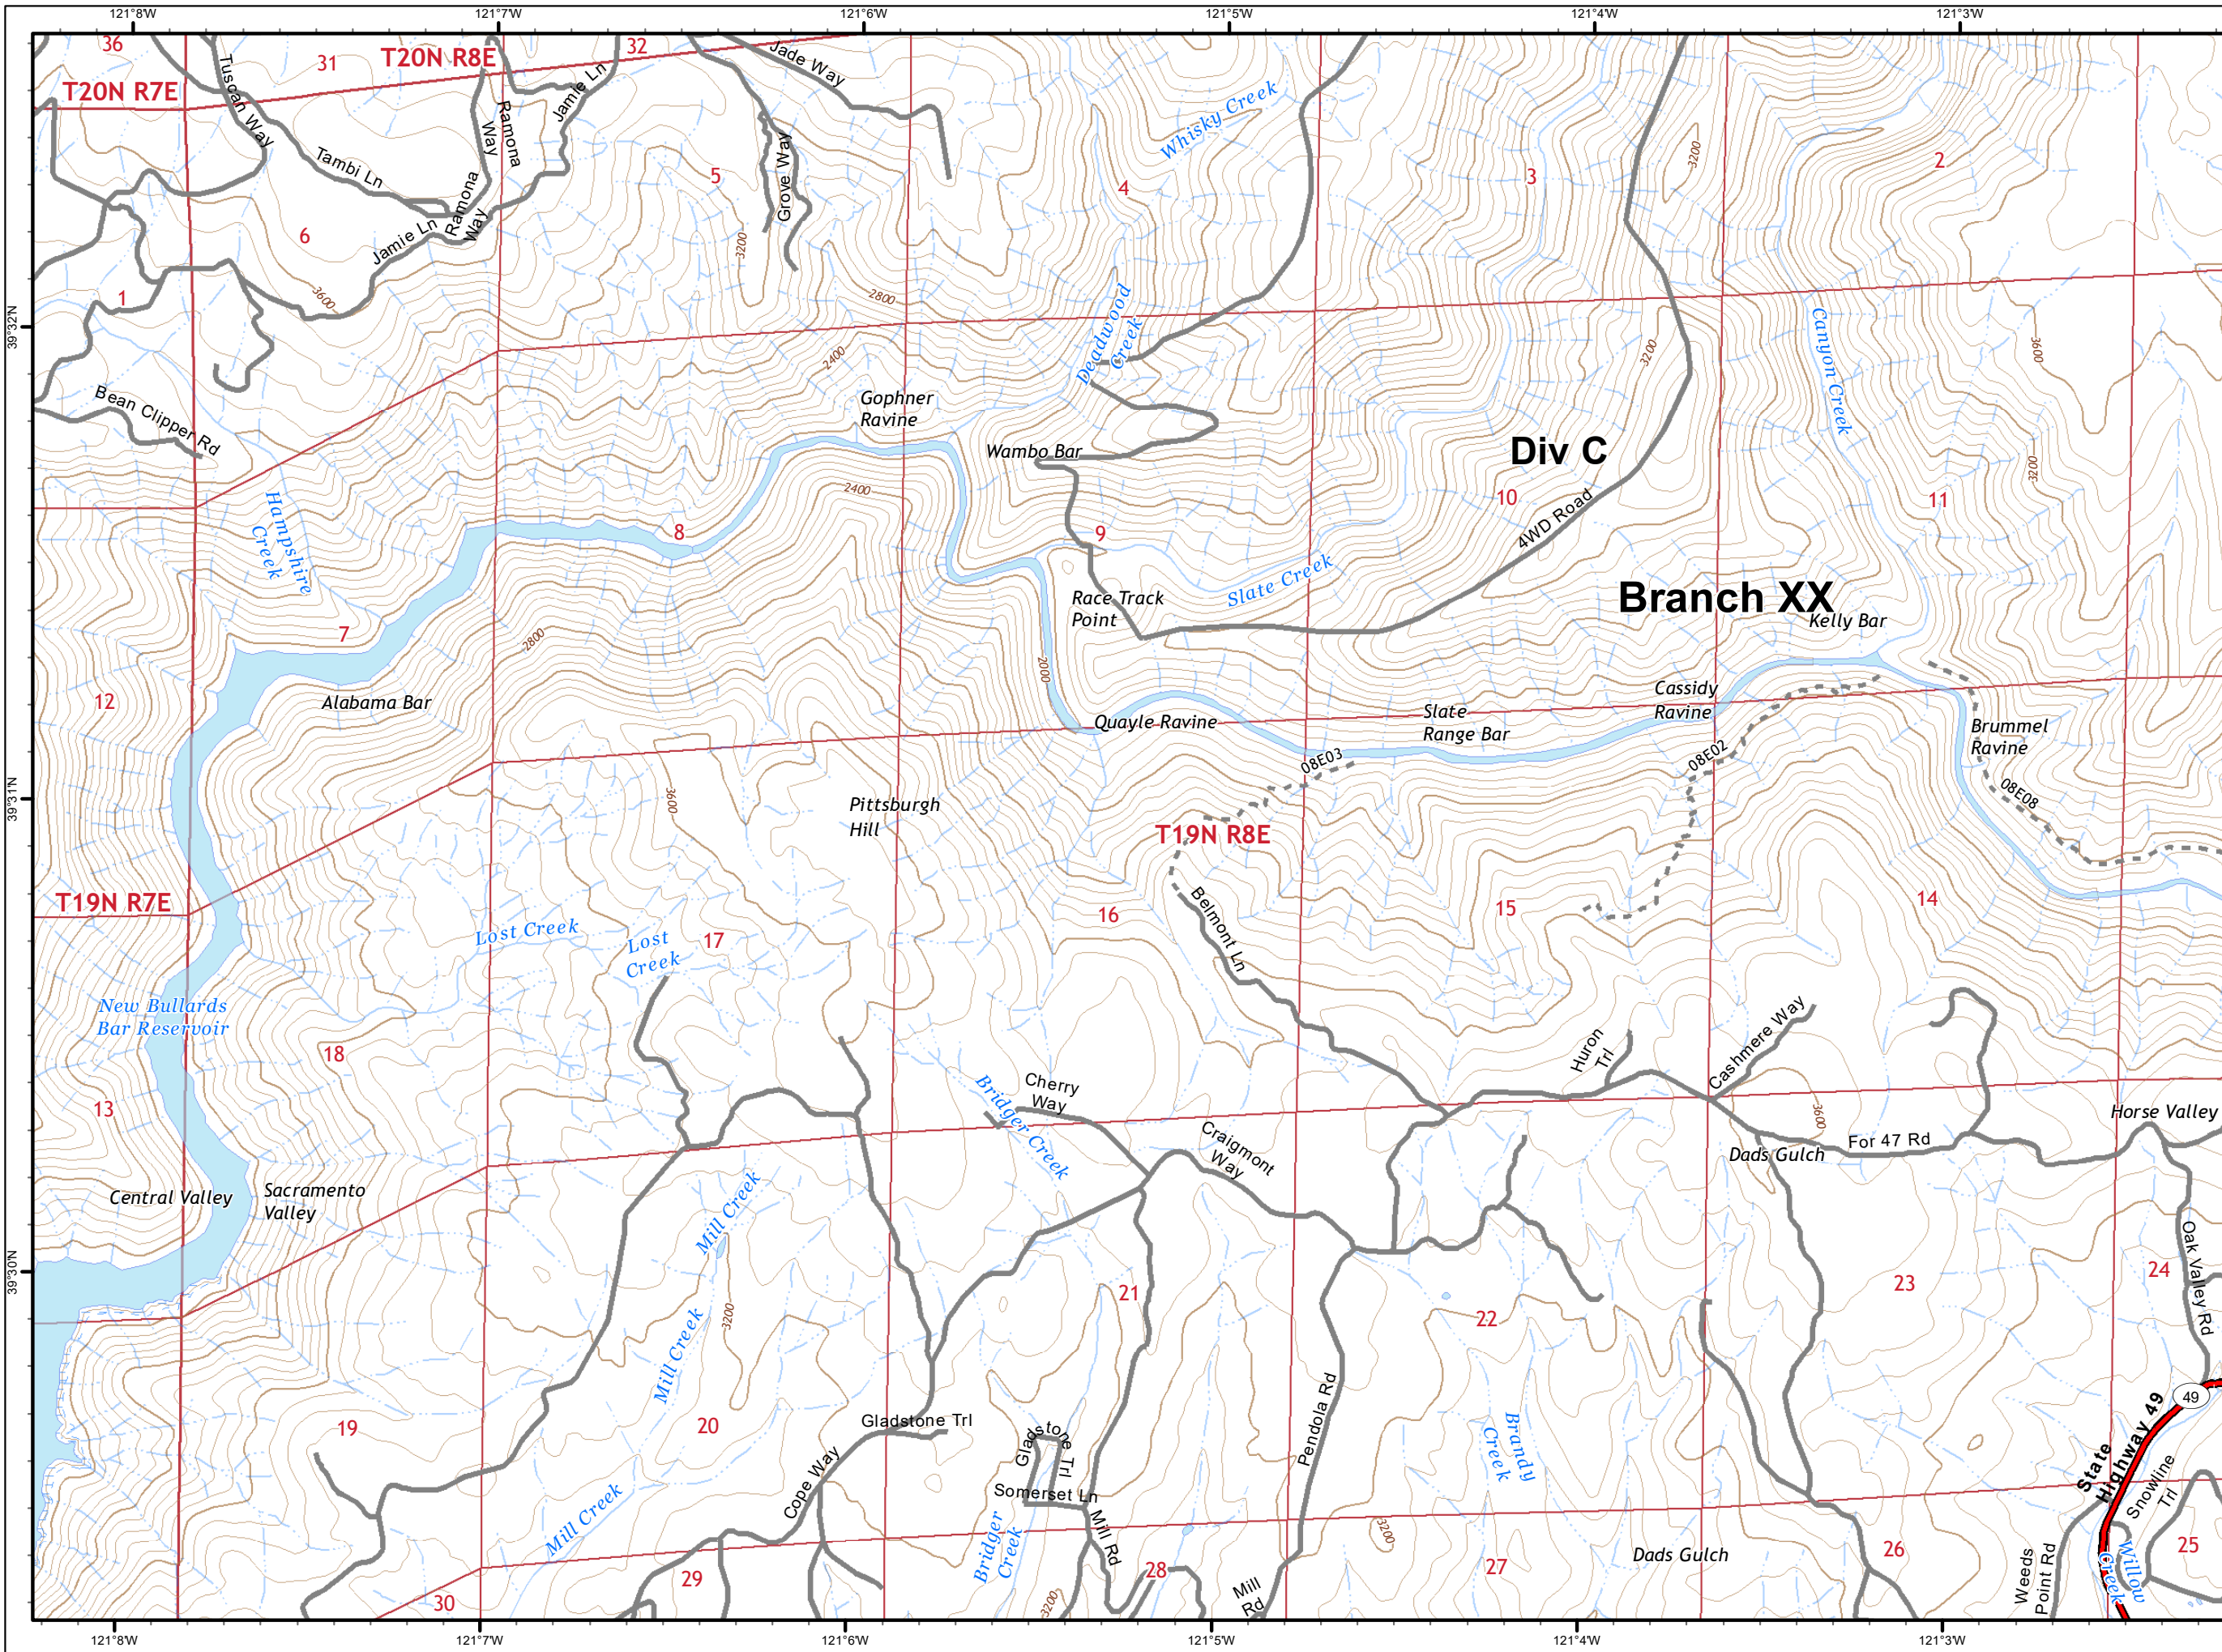 121°8'W
121°7'W
121°6'W
121°5'W
121°4'W
121°3'W
36
31
T20N R8E
32
Jade Way
T20N R7E
Tuscan Way
Jamie Ln
Ramona
Way
Whisky Creek
Tambi Ln
Grove Way
5
4
3
3200
2
Ramona
Way
6
Jamie Ln
3200
1
3600
2800
39°32'N
Deadwood
Creek
2400
3200
Canyon Creek
3600
Bean Clipper Rd
Gophner
Ravine
Wambo Bar
Div C
3200
Hampshire
Creek
2400
10
11
8
9
4WD Road
Slate Creek
Branch XX
Race Track
Point
Kelly Bar
7
2800
2000
12
Alabama Bar
Cassidy
Ravine
Quayle Ravine
Slate
Range Bar
Brummel
Ravine
08E03
08E02
08E08
39°31'N
3600
Pittsburgh
Hill
T19N R8E
T19N R7E
Belmont Ln
16
15
14
Lost Creek
Lost
Creek
17
New Bullards
Bar Reservoir
18
Huron
Trl
Cashmere Way
13
Bridger Creek
Cherry
Way
3600
Horse Valley
Craigmont
Way
For 47 Rd
Dads Gulch
Central Valley
Sacramento
Valley
Mill Creek
39°30'N
Oak Valley Rd
24
23
21
22
3200
Mill Creek
Pendola Rd
49
19
20
Gladstone Trl
Gladstone
Trl
Brandy
Creek
State
Highway 49
Cope Way
Somerset Ln
Snowline
Trl
Mill Creek
Bridger
Creek
Mill Rd
3200
Dads Gulch
26
25
29
28
27
30
3200
Mill
Rd
Weeds
Point Rd
Willow
Creek
121°8'W
121°7'W
121°6'W
121°5'W
121°4'W
121°3'W